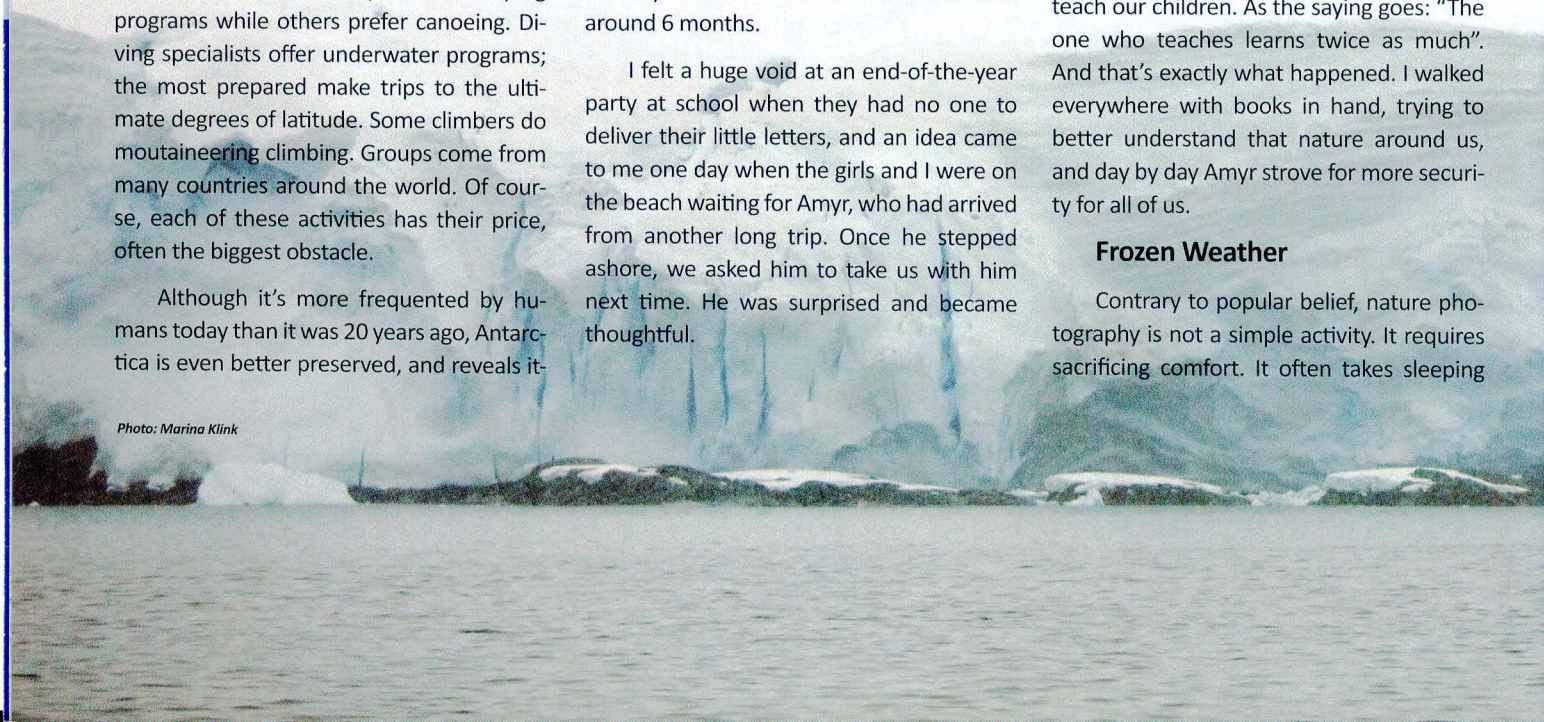 programs while others prefer canoeing. Di-
ving specialists offer underwater programs;
the most prepared make trips to the ulti-
mate degrees of latitude. Some climbers do
moutaineering climbing. Groups come from
many countries around the world. Of cour-
se, each of these activities has their price,
often the biggest obstacle.
Although it's more frequented by hu-
mans today than it was 20 years ago, Antarc-
tica is even better preserved, and reveals it-
Photo: Marina Klink
around 6 months.
I felt a huge void at an end-of-the-year
party at school when they had no one to
deliver their little letters, and an idea came
to me one day when the girls and I were on
the beach waiting for Amyr, who had arrived
from another long trip. Once he stepped
ashore, we asked him to take us with him
next time. He was surprised and became
thoughtful.
teach our children. As the saying goes: "The
one who teaches learns twice as much".
And that's exactly what happened. I walked
everywhere with books in hand, trying to
better understand that nature around us,
and day by day Amyr strove for more securi-
ty for all of us.
Frozen Weather
Contrary to popular belief, nature pho-
tography is not a simple activity. It requires
sacrificing comfort. It often takes sleeping